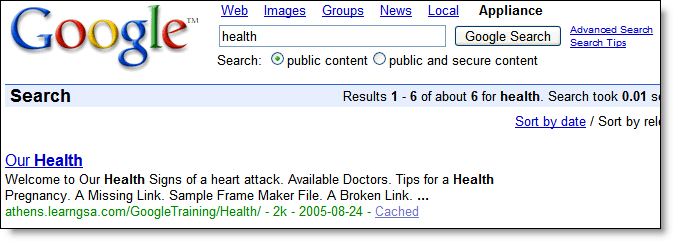 Google™
Web Images Groups News Local Appliance
health Google Search Advanced Search
Search Tips
Search: public content public and secure content
Search Results 1 - 6 of about 6 for health. Search took 0.01
Sort by date / Sort by
Our Health
Welcome to Our Health Signs of a heart attack. Available Doctors. Tips for a Health
Pregnancy. A Missing Link. Sample Frame Maker File. A Broken Link. ...
athens.learngsa.com/GoogleTraining/Health/ - 2k - 2005-08-24 - Cached